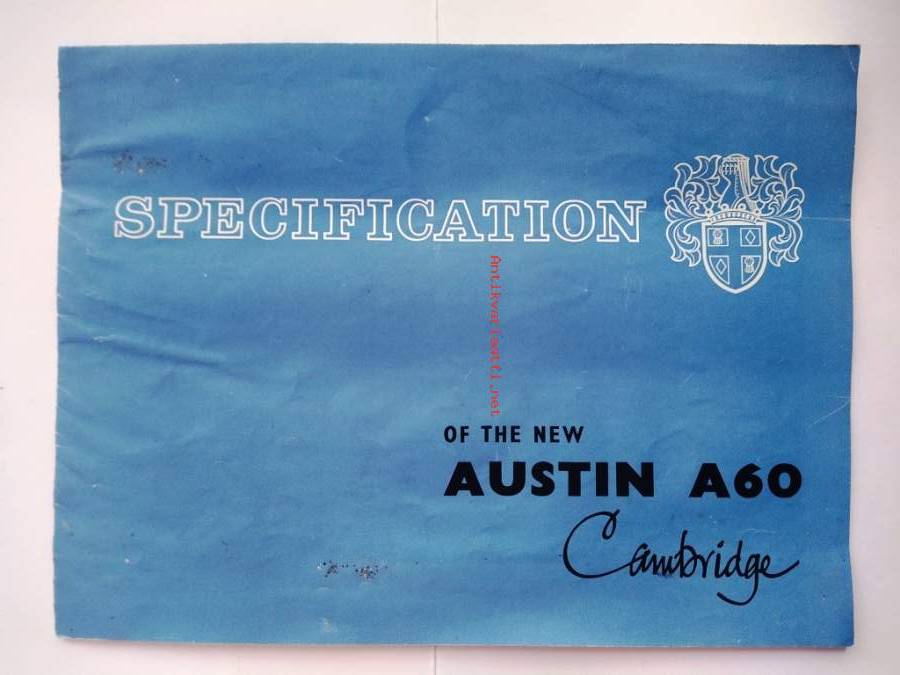 SPECIFICATION
Antikvariaatti.net
OF THE NEW
AUSTIN A60
Cambridge